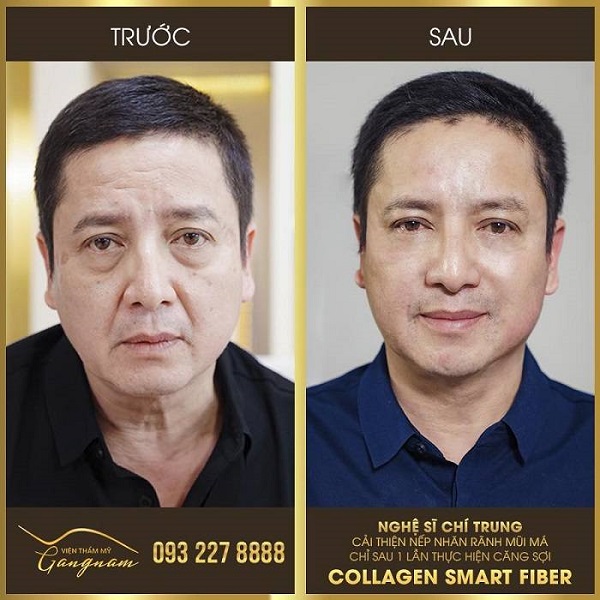 TRƯỚC
SAU
VIỆN THẨM MỸ
Gangnam
093 227 8888
NGHỆ SĨ CHÍ TRUNG
CẢI THIỆN NẾP NHĂN RÃNH MŨI MÁ
CHỈ SAU 1 LẦN THỰC HIỆN CĂNG SỢI
COLLAGEN SMART FIBER